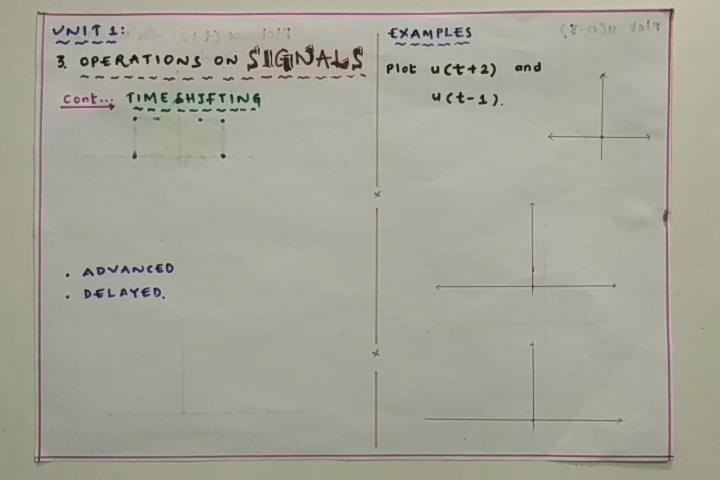 UNIT 1:
3. OPERATIONS ON SIGNALS
Cont... TIME SHIFTING
• ADVANCED
• DELAYED.
EXAMPLES
Plot u(t+2) and
u(t-1).